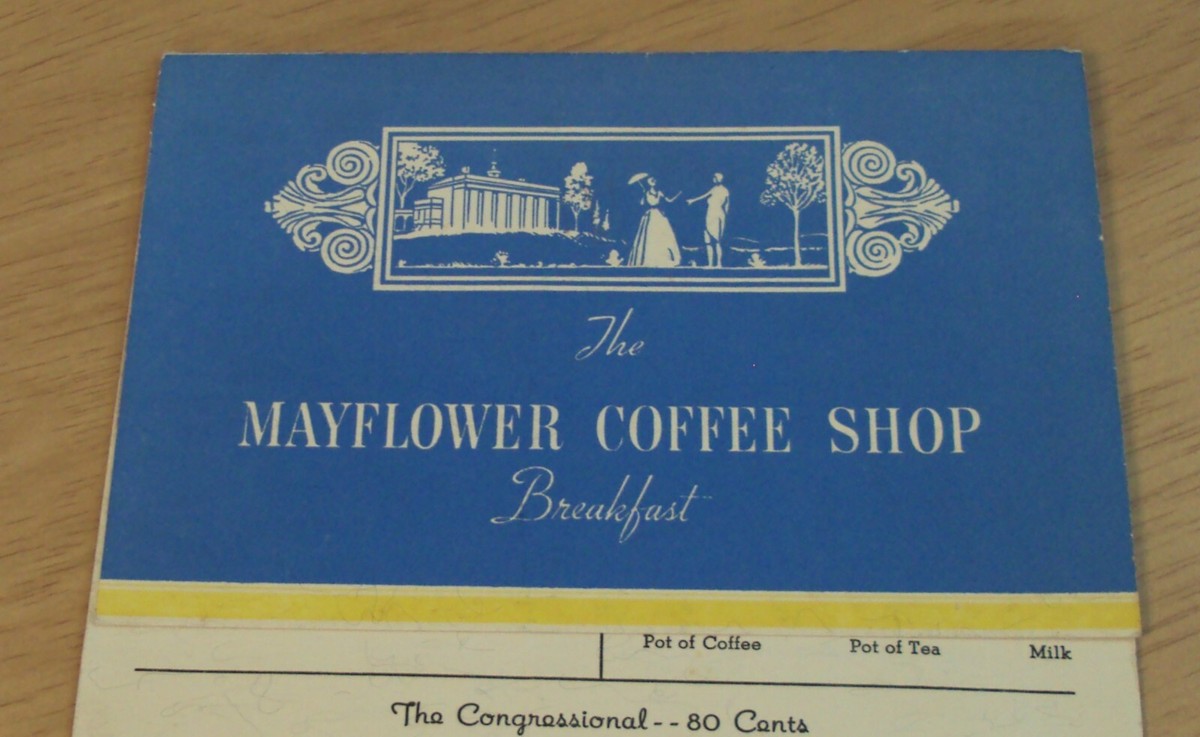 The
MAYFLOWER COFFEE SHOP
Breakfast
Pot of Coffee Pot of Tea Milk
The Congressional -- 80 Cents